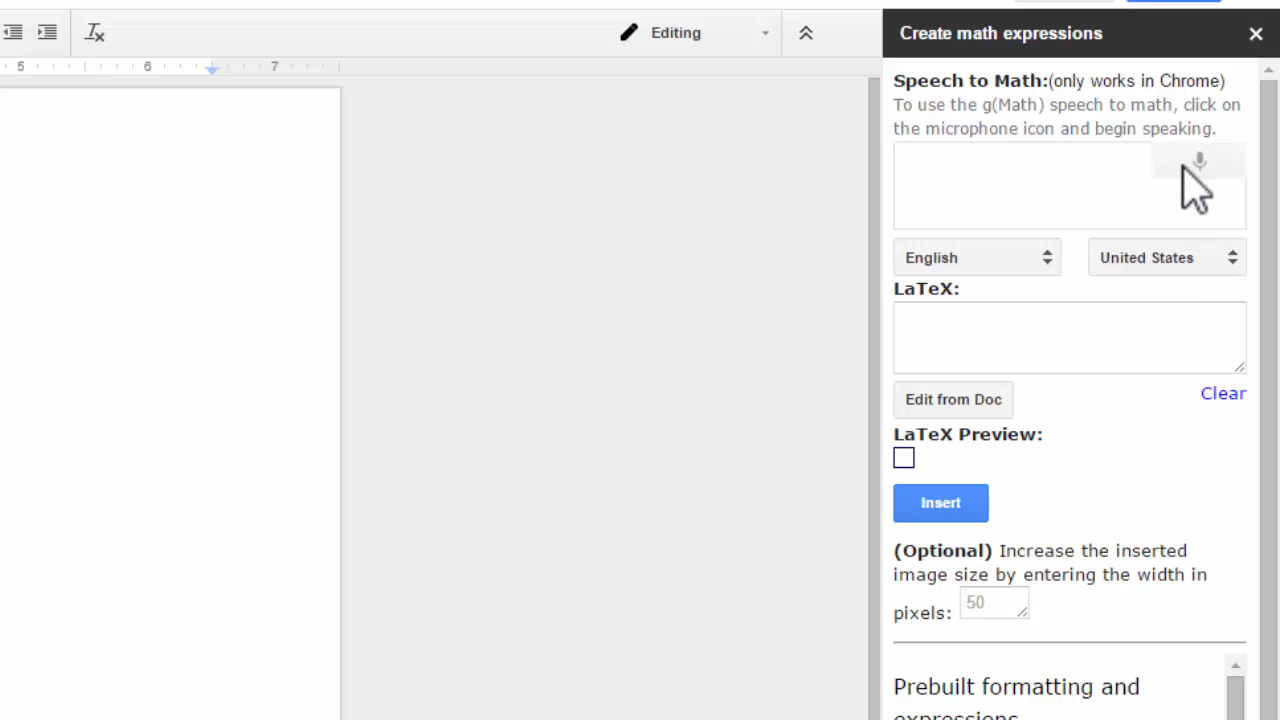 Editing
Create math expressions
5 6 7
Speech to Math:(only works in Chrome)
To use the g(Math) speech to math, click on
the microphone icon and begin speaking.
English United States
LaTeX:
Edit from Doc Clear
LaTeX Preview:
Insert
(Optional) Increase the inserted
image size by entering the width in
pixels: 50
Prebuilt formatting and
expressions